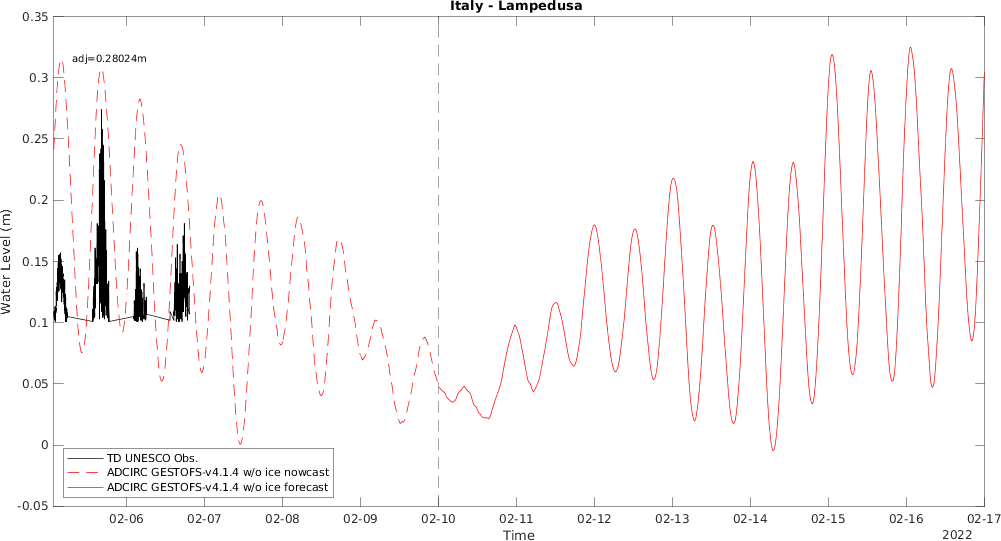 Italy - Lampedusa
0.35
adj=0.28024m
0.3
0.25
0.2
0.15
0.1
0.05
0
-0.05
Water Level (m)
TD UNESCO Obs.
ADCIRC GESTOFS-v4.1.4 w/o ice nowcast
ADCIRC GESTOFS-v4.1.4 w/o ice forecast
02-06 02-07 02-08 02-09 02-10 02-11 02-12 02-13 02-14 02-15 02-16 02-17
Time
2022